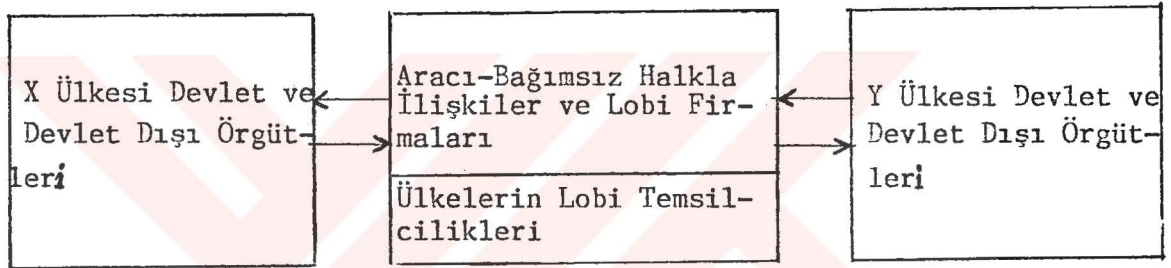 X Ülkesi Devlet ve
Devlet Dışı Örgüt-
leri
Aracı-Bağımsız Halkla
İlişkiler ve Lobi Fir-
maları
Ülkelerin Lobi Temsil-
cilikleri
Y Ülkesi Devlet ve
Devlet Dışı Örgüt-
leri